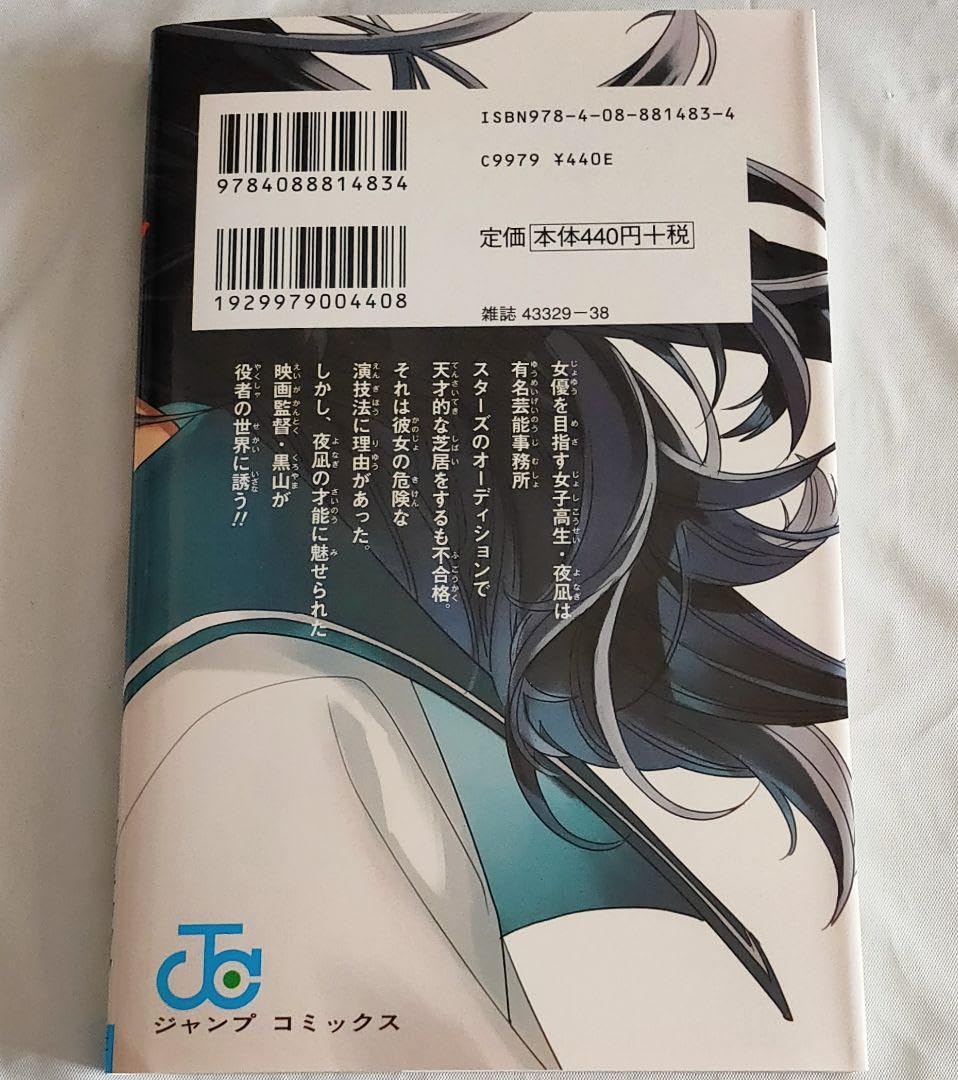 9784088814834
ISBN978-4-08-881483-4
C9979 ¥440E
1929979004408
定価 本体440円+税
雑誌 43329-38
女優を目指す女子高生・夜凪は
有名芸能事務所
スターズのオーディションで
天才的な芝居をするも不合格。
それは彼女の危険な
演技法に理由があった。
しかし、夜凪の才能に魅せられた
映画監督・黒山が
役者の世界に誘う!!
JC
ジャンプ コミックス